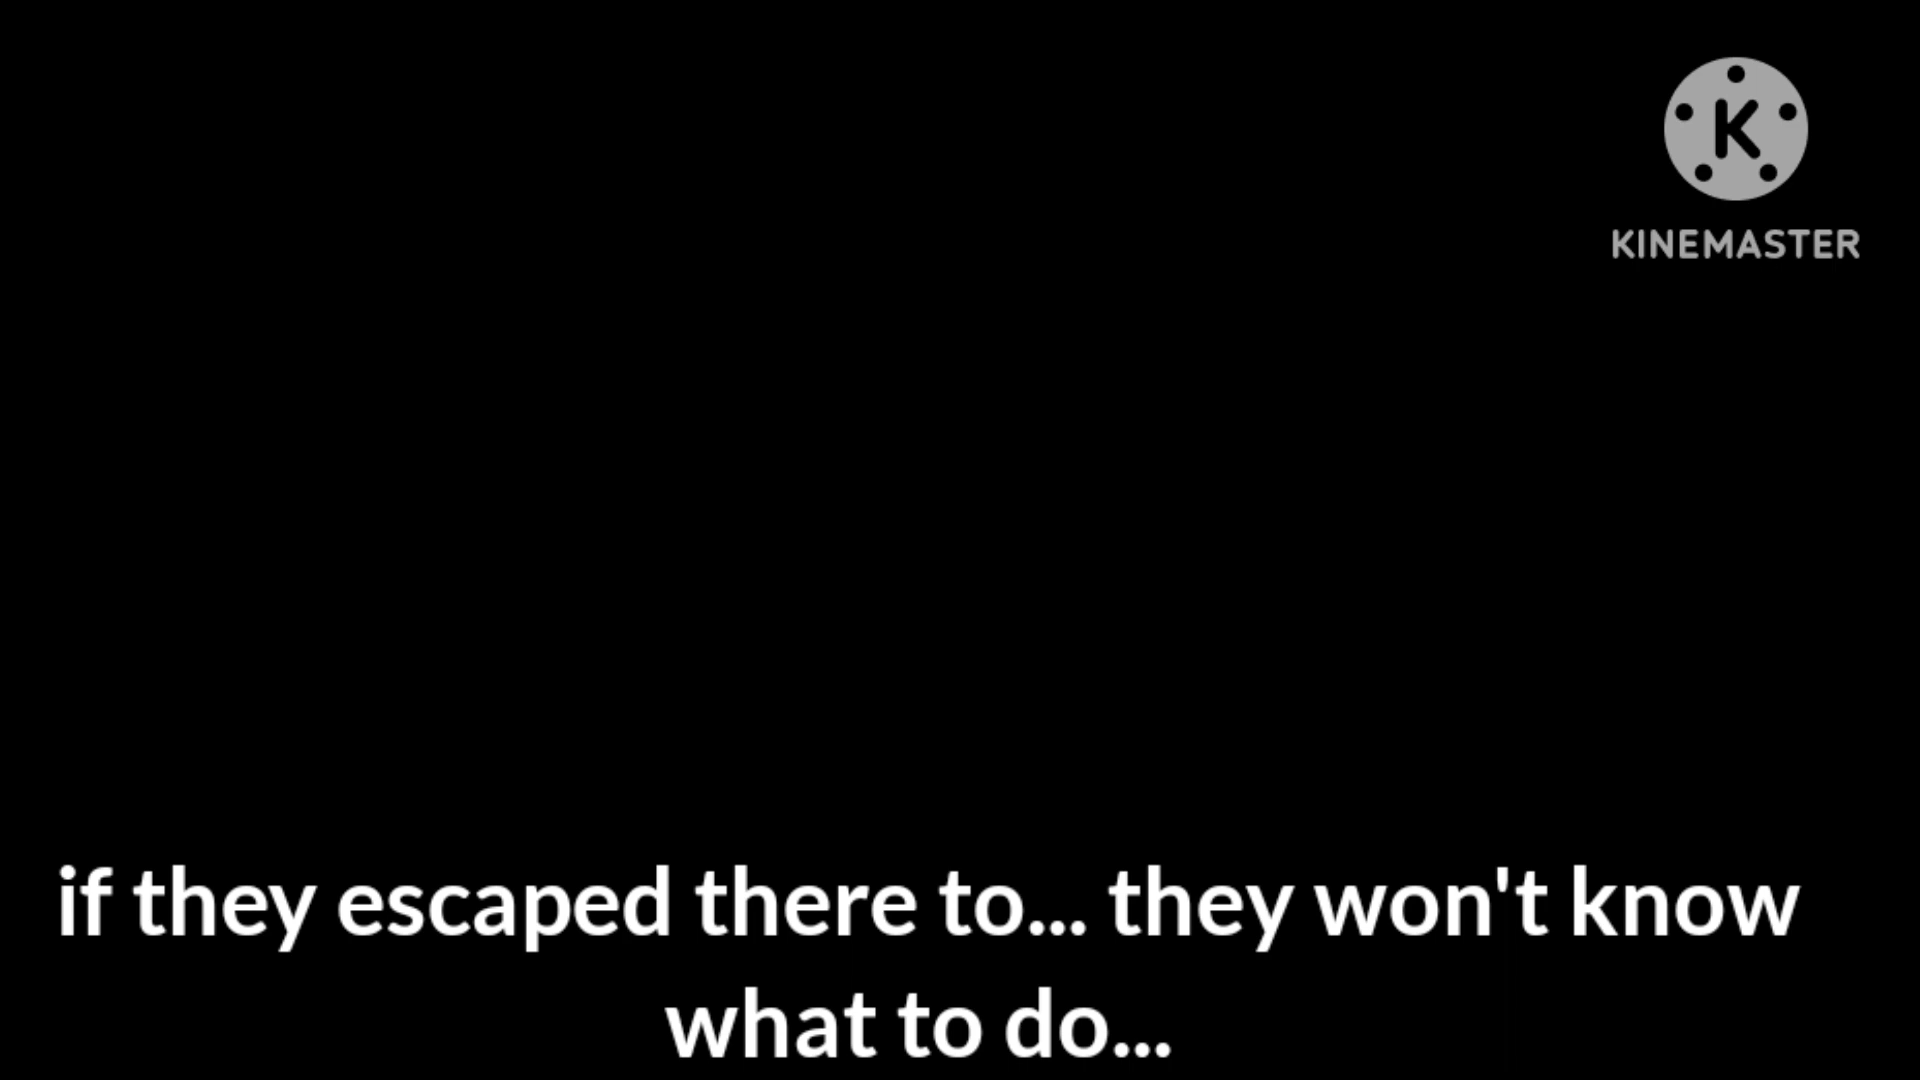 K
KINEMASTER
if they escaped there to... they won't know
what to do...